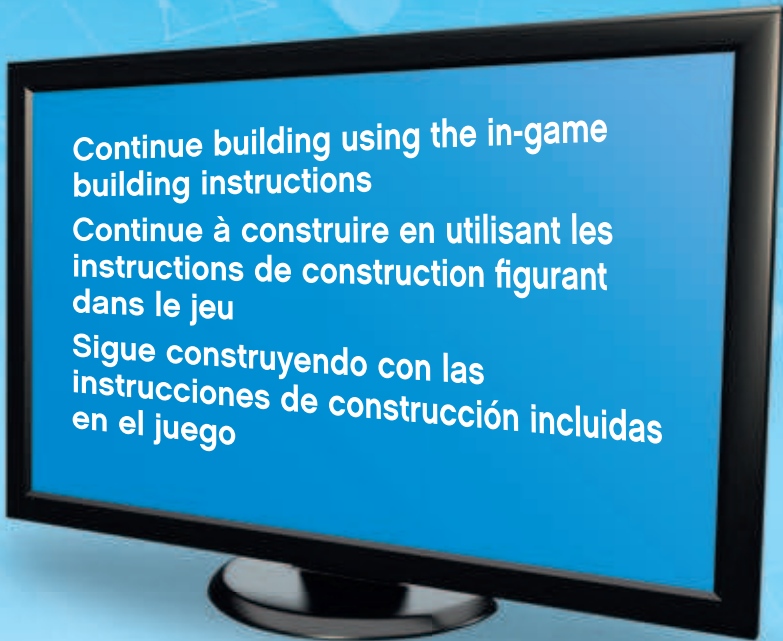 Continue building using the in-game
building instructions
Continue à construire en utilisant les
instructions de construction figurant
dans le jeu
Sigue construyendo con las
instrucciones de construcción incluidas
en el juego